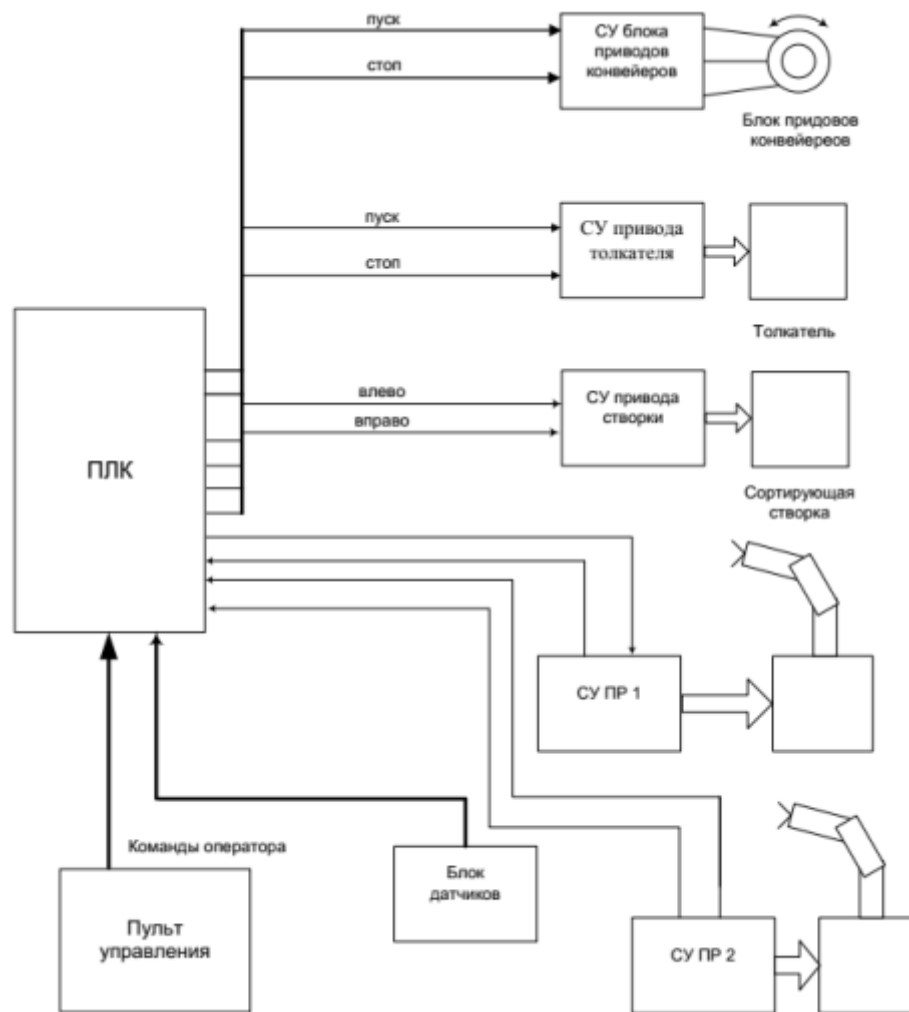 пуск
стоп
СУ блока
приводов
конвейеров
Блок придовов
конвейереов
пуск
стоп
СУ привода
толкателя
Толкатель
влево
вправо
СУ привода
створки
Сортирующая
створка
ПЛК
СУ ПР 1
Команды оператора
Блок
датчиков
Пульт
управления
СУ ПР 2